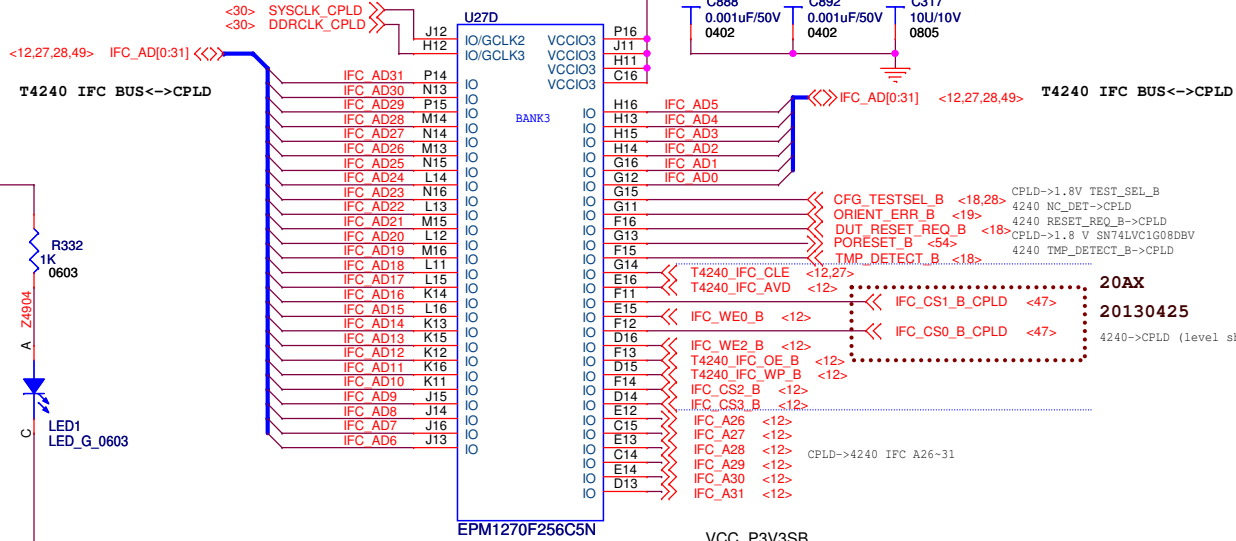 <30> SYSCLK_CPLD
<30> DDRCLK_CPLD
U27D
C888
0.001uF/50V
0402
C892
0.001uF/50V
0402
C317
10U/10V
0805
<12,27,28,49> IFC_AD[0:31]
T4240 IFC BUS<->CPLD
J12 IO/GCLK2
H12 IO/GCLK3
VCCIO3 P16
VCCIO3 J11
VCCIO3 H11
VCCIO3 C16
BANK3
IFC_AD31 P14 IO
IFC_AD30 N13 IO
IFC_AD29 P15 IO
IFC_AD28 M14 IO
IFC_AD27 N14 IO
IFC_AD26 M13 IO
IFC_AD25 N15 IO
IFC_AD24 L14 IO
IFC_AD23 N16 IO
IFC_AD22 L13 IO
IFC_AD21 M15 IO
IFC_AD20 L12 IO
IFC_AD19 M16 IO
IFC_AD18 L11 IO
IFC_AD17 L15 IO
IFC_AD16 K14 IO
IFC_AD15 L16 IO
IFC_AD14 K13 IO
IFC_AD13 K15 IO
IFC_AD12 K12 IO
IFC_AD11 K16 IO
IFC_AD10 K11 IO
IFC_AD9 J15 IO
IFC_AD8 J14 IO
IFC_AD7 J16 IO
IFC_AD6 J13 IO
IO H16 IFC_AD5
IO H13 IFC_AD4
IO H15 IFC_AD3
IO H14 IFC_AD2
IO G16 IFC_AD1
IO G12 IFC_AD0
IFC_AD[0:31] <12,27,28,49>
T4240 IFC BUS<->CPLD
IO G15 CFG_TESTSEL_B <18,28> CPLD->1.8V TEST_SEL_B
IO G11 ORIENT_ERR_B <19> 4240 NC_DET->CPLD
IO F16 DUT_RESET_REQ_B <18> 4240 RESET_REQ_B->CPLD
IO G13 PORESET_B <54> CPLD->1.8 V SN74LVC1G08DBV
IO F15 TMP_DETECT_B <18> 4240 TMP_DETECT_B->CPLD
IO G14 T4240_IFC_CLE <12,27>
IO E16 T4240_IFC_AVD <12>
IO F11 IFC_CS1_B_CPLD <47>
IO E15 IFC_WE0_B <12>
IO F12 IFC_CS0_B_CPLD <47>
IO D16 IFC_WE2_B <12>
IO F13 T4240_IFC_OE_B <12>
IO D15 T4240_IFC_WP_B <12>
IO F14 IFC_CS2_B <12>
IO D14 IFC_CS3_B <12>
IO E12 IFC_A26 <12>
IO C15 IFC_A27 <12>
IO E13 IFC_A28 <12>
IO C14 IFC_A29 <12>
IO E14 IFC_A30 <12>
IO D13 IFC_A31 <12>
CPLD->4240 IFC A26~31
20AX
20130425
4240->CPLD (level
R332
1K
0603
Z4904
A
C
LED1
LED_G_0603
EPM1270F256C5N
VCC_P3V3SB